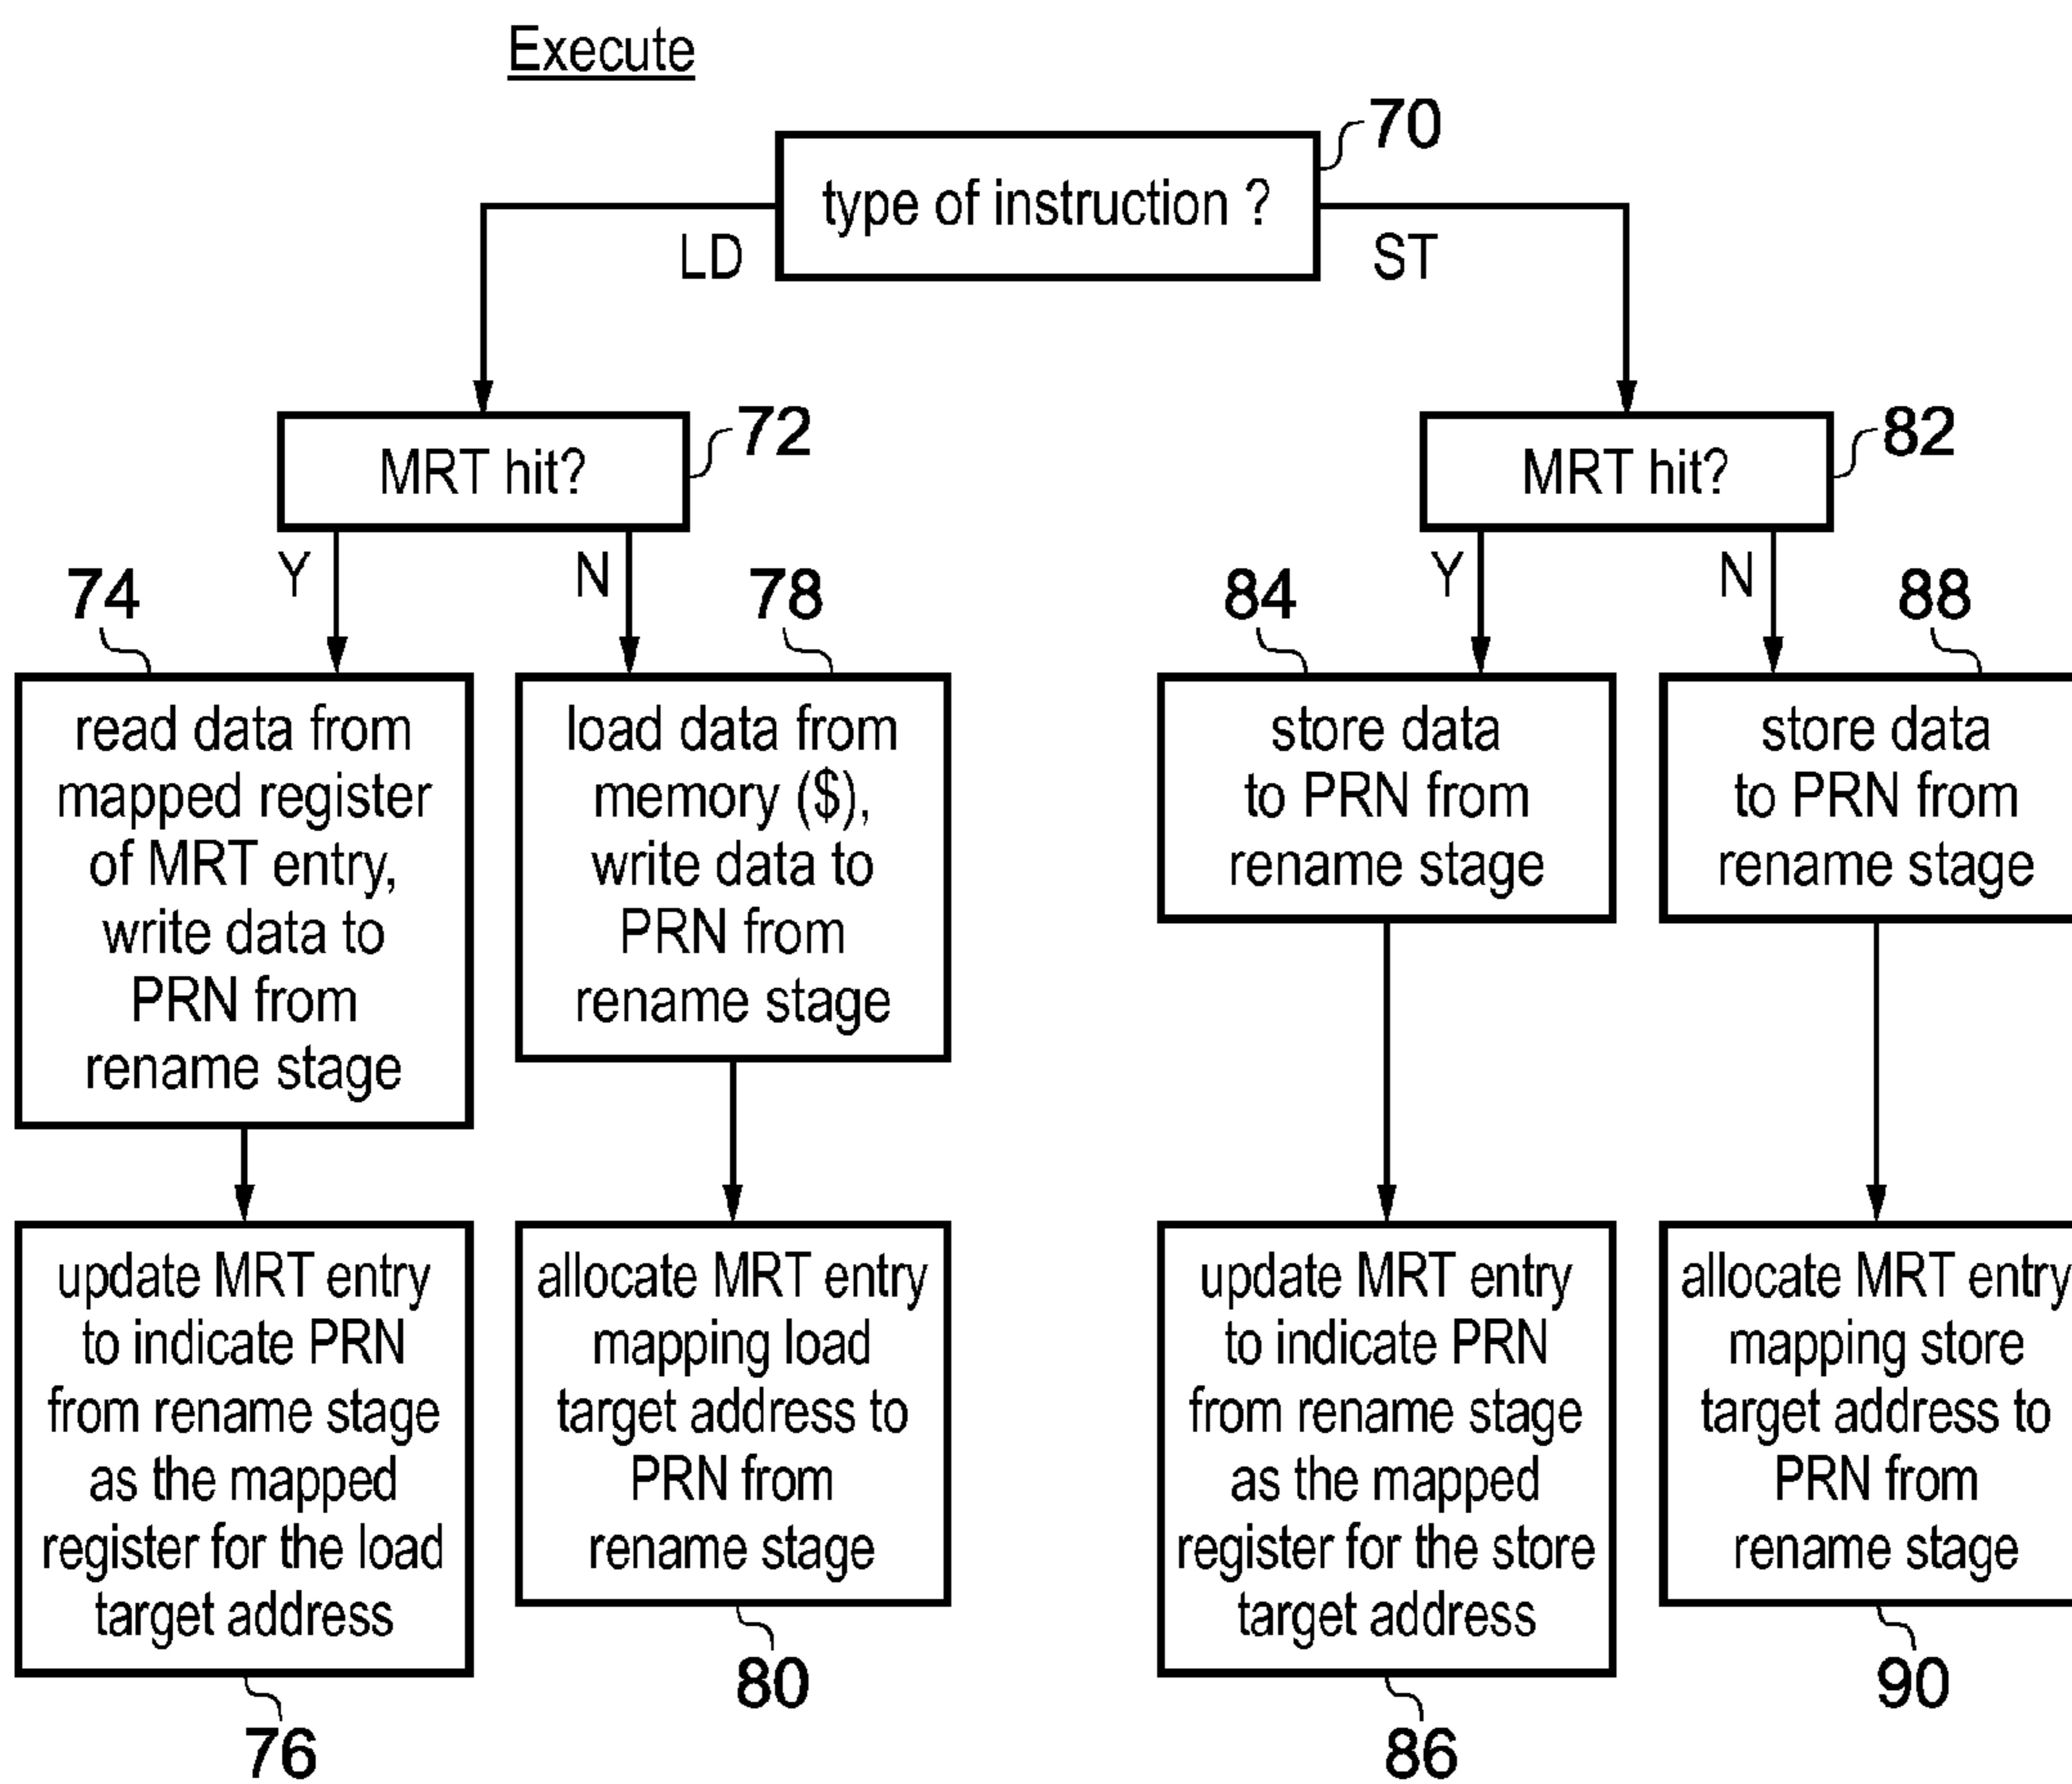 Execute
70
type of instruction ?
LD
ST
72
MRT hit?
82
MRT hit?
Y
N
Y
N
74
read data from
mapped register
of MRT entry,
write data to
PRN from
rename stage
78
load data from
memory ($),
write data to
PRN from
rename stage
84
store data
to PRN from
rename stage
88
store data
to PRN from
rename stage
update MRT entry
to indicate PRN
from rename stage
as the mapped
register for the load
target address
76
allocate MRT entry
mapping load
target address to
PRN from
rename stage
80
update MRT entry
to indicate PRN
from rename stage
as the mapped
register for the store
target address
86
allocate MRT entry
mapping store
target address to
PRN from
rename stage
90